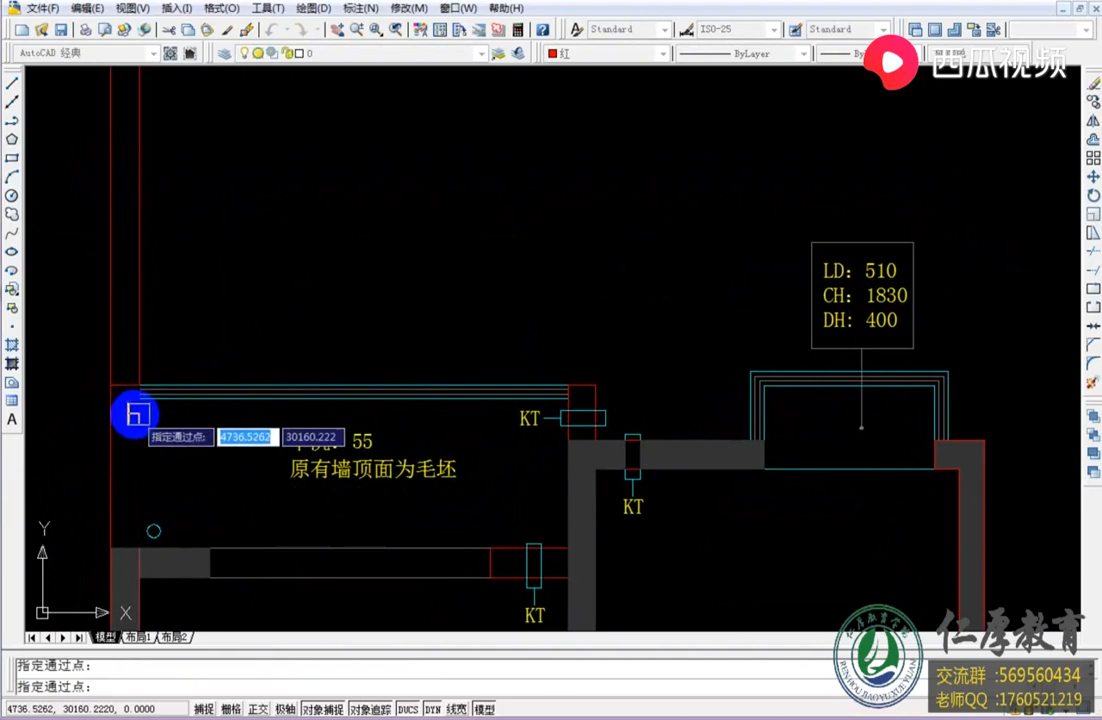 文件(F) 编辑(E) 视图(V) 插入(I) 格式(O) 工具(T) 绘图(D) 标注(N) 修改(M) 窗口(W) 帮助(H)
Standard ISO-25 Standard
AutoCAD 经典 0 红 ByLayer
西瓜视频
LD: 510
CH: 1830
DH: 400
KT
指定通过点: 4736.5262 30160.222
55
原有墙顶面为毛坯
KT
KT
Y
X
模型 布局1 布局2
仁厚教育
指定通过点:
指定通过点:
交流群 :569560434
老师QQ :1760521219
4736.5262, 30160.2220, 0.0000 捕捉 栅格 正交 极轴 对象捕捉 对象追踪 DUCS DYN 线宽 模型